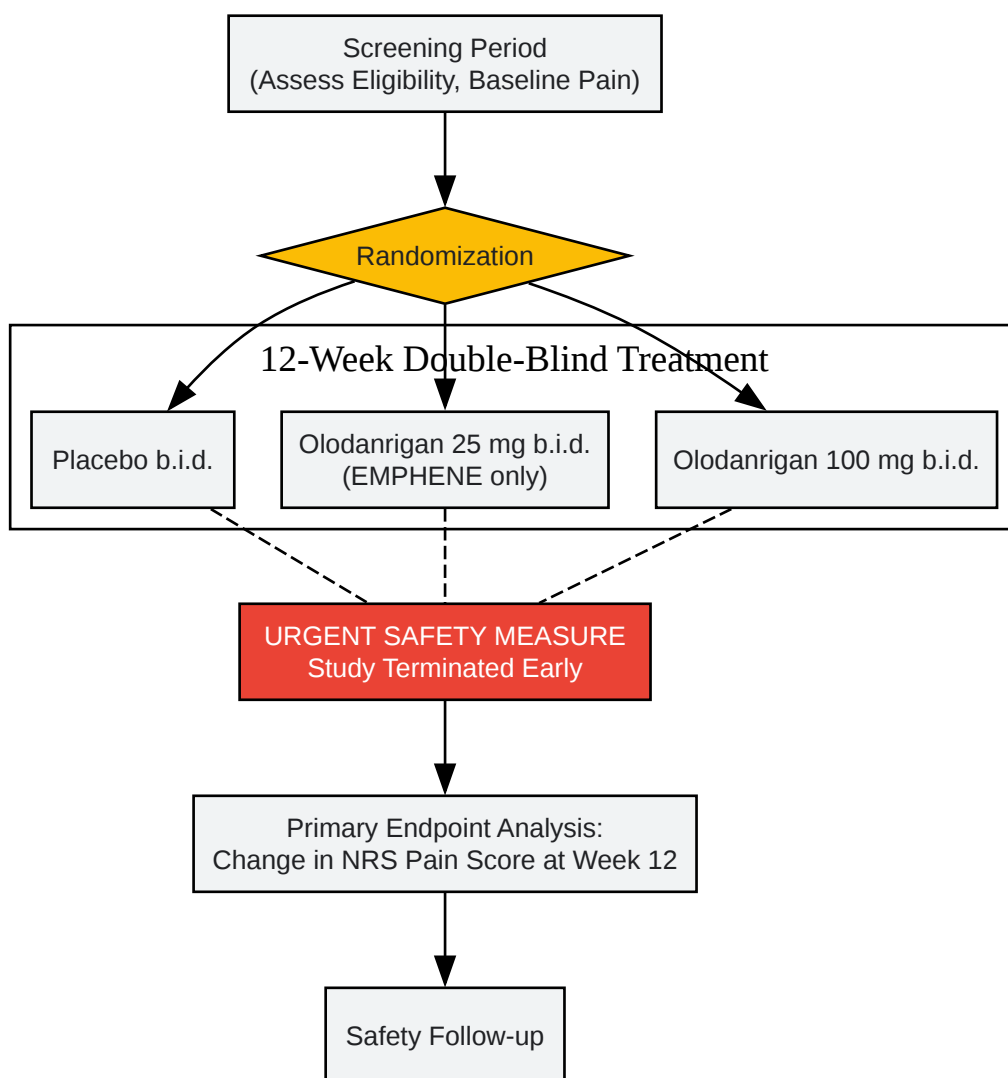 Screening Period
(Assess Eligibility, Baseline Pain)
Randomization
12-Week Double-Blind Treatment
Placebo b.i.d.
Olodanrigan 25 mg b.i.d.
(EMPHENE only)
Olodanrigan 100 mg b.i.d.
URGENT SAFETY MEASURE
Study Terminated Early
Primary Endpoint Analysis:
Change in NRS Pain Score at Week 12
Safety Follow-up